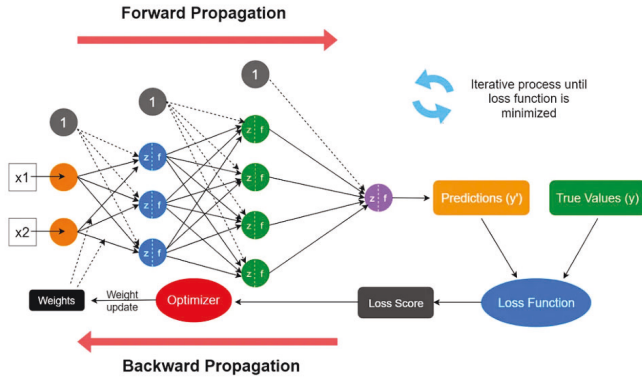 Forward Propagation
1
1
1
Iterative process until
loss function is
minimized
z f
z f
z f
z f
z f
z f
z f
z f
x1
x2
Predictions (y')
True Values (y)
Weights
Weight
update
Optimizer
Loss Score
Loss Function
Backward Propagation